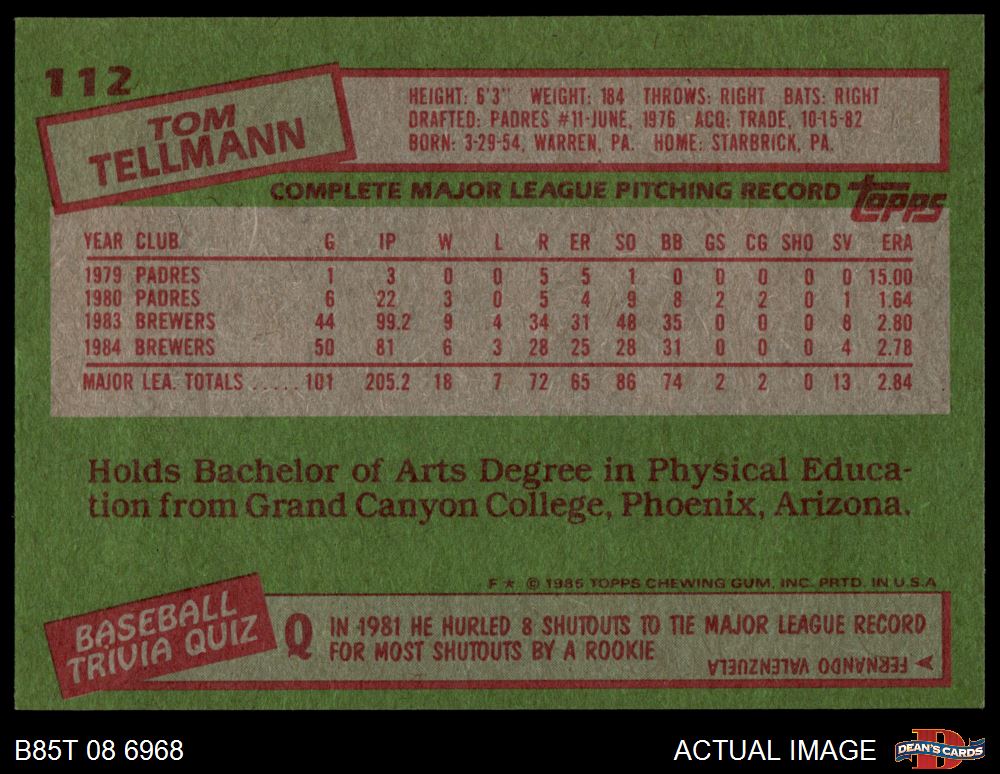 112
TOM
TELLMANN
HEIGHT: 6'3" WEIGHT: 184 THROWS: RIGHT BATS: RIGHT
DRAFTED: PADRES #11-JUNE, 1976 ACQ: TRADE, 10-15-82
BORN: 3-29-54, WARREN, PA. HOME: STARBRICK, PA.
COMPLETE MAJOR LEAGUE PITCHING RECORD topps
YEAR CLUB G IP W L R ER SO BB GS CG SHO SV ERA
1979 PADRES 1 3 0 0 5 5 1 0 0 0 0 0 15.00
1980 PADRES 6 22 3 0 5 4 9 8 2 2 0 1 1.64
1983 BREWERS 44 99.2 9 4 34 31 48 35 0 0 0 8 2.80
1984 BREWERS 50 81 6 3 28 25 28 31 0 0 0 4 2.78
MAJOR LEA. TOTALS ..... 101 205.2 18 7 72 65 86 74 2 2 0 13 2.84
Holds Bachelor of Arts Degree in Physical Educa-
tion from Grand Canyon College, Phoenix, Arizona.
F ★ © 1985 TOPPS CHEWING GUM, INC. PRTD. IN U.S.A
BASEBALL
TRIVIA QUIZ
Q IN 1981 HE HURLED 8 SHUTOUTS TO TIE MAJOR LEAGUE RECORD
FOR MOST SHUTOUTS BY A ROOKIE
A FERNANDO VALENZUELA
B85T 08 6968
ACTUAL IMAGE
D
DEAN'S CARDS